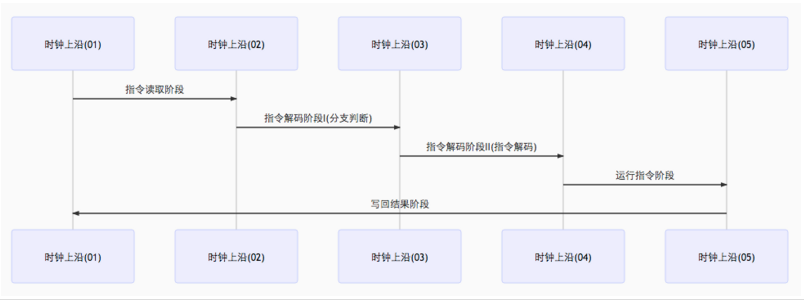 时钟上沿(01)
时钟上沿(02)
时钟上沿(03)
时钟上沿(04)
时钟上沿(05)
指令读取阶段
指令解码阶段I(分支判断)
指令解码阶段II(指令解码)
运行指令阶段
写回结果阶段
时钟上沿(01)
时钟上沿(02)
时钟上沿(03)
时钟上沿(04)
时钟上沿(05)